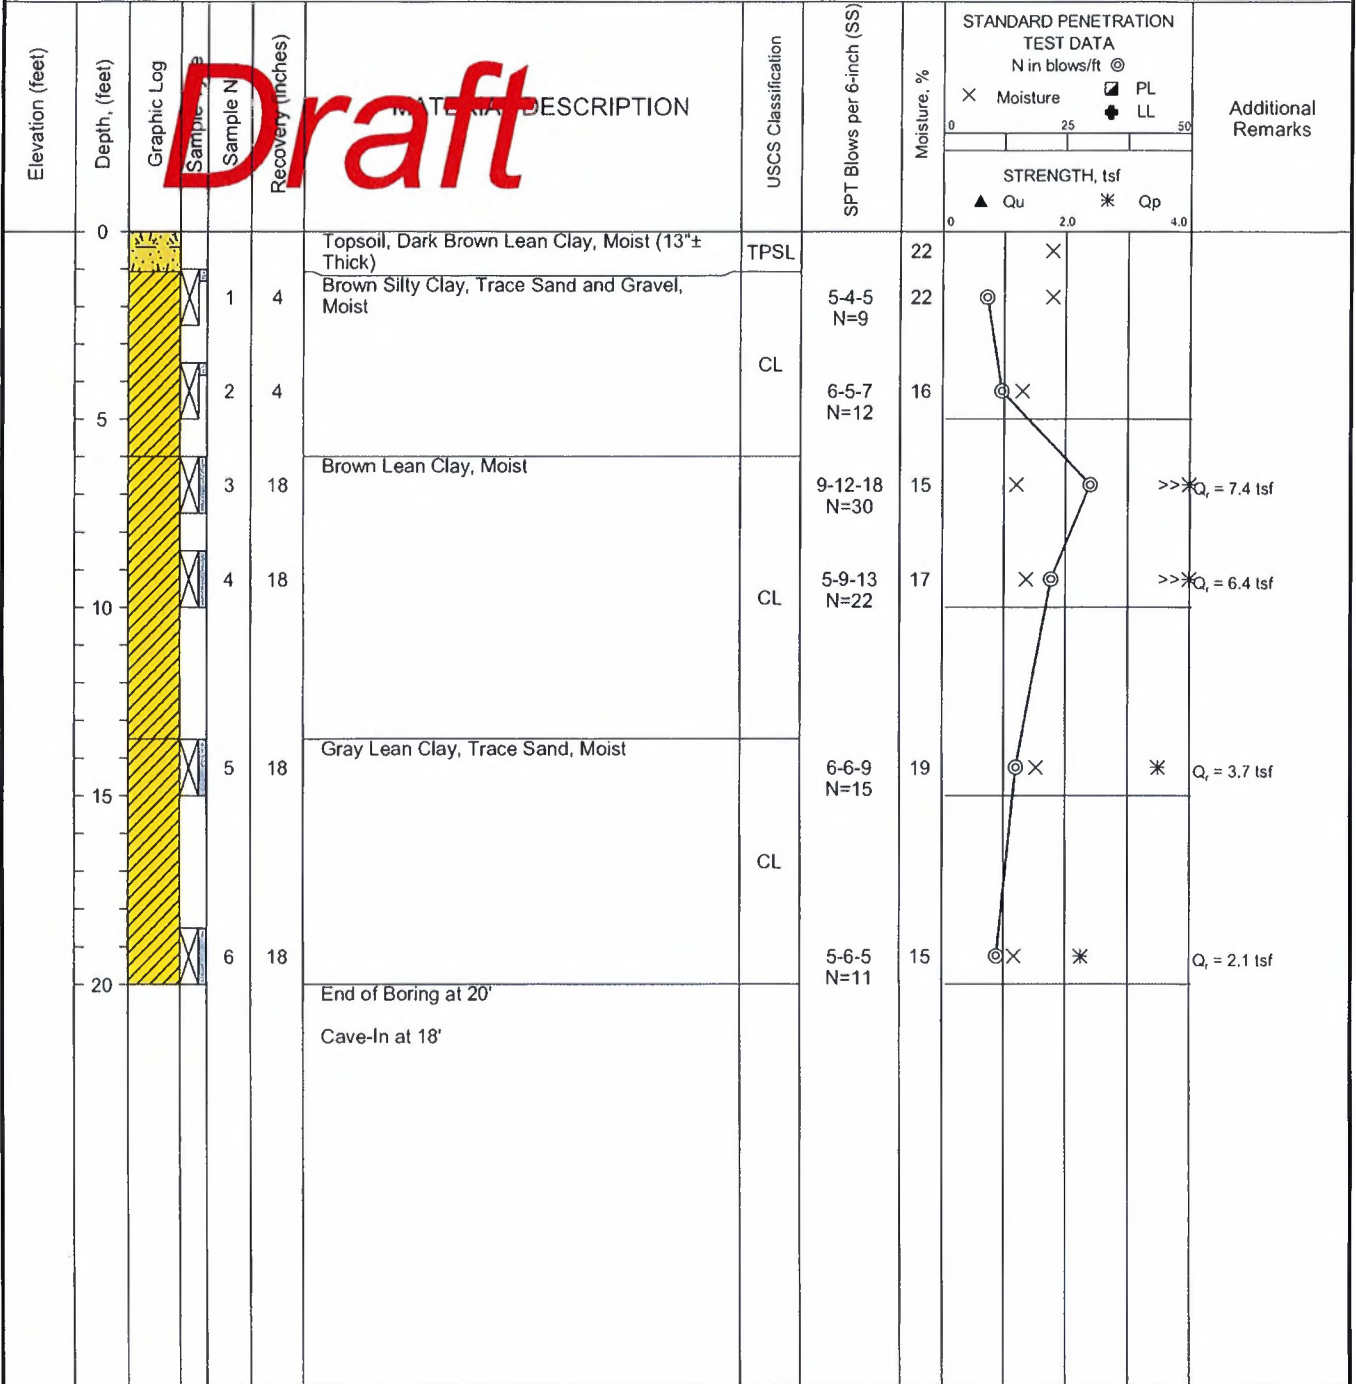 Elevation (feet)
Depth, (feet)
Graphic Log
Sample
Sample N
Recovery (inches)
Draft
MATERIAL DESCRIPTION
USCS Classification
SPT Blows per 6-inch (SS)
Moisture, %
STANDARD PENETRATION
TEST DATA
N in blows/ft ◎
× Moisture
PL
LL
0 25 50
STRENGTH, tsf
▲ Qu ✳ Qp
0 2.0 4.0
Additional
Remarks
0
Topsoil, Dark Brown Lean Clay, Moist (13"±
Thick)
TPSL
22
Brown Silty Clay, Trace Sand and Gravel,
Moist
1 4
5-4-5
N=9
22
CL
2 4
6-5-7
N=12
16
5
Brown Lean Clay, Moist
3 18
9-12-18
N=30
15
>>✳ Qr = 7.4 tsf
4 18
5-9-13
N=22
17
>>✳ Qr = 6.4 tsf
CL
10
Gray Lean Clay, Trace Sand, Moist
5 18
6-6-9
N=15
19
Qr = 3.7 tsf
15
CL
6 18
5-6-5
N=11
15
Qr = 2.1 tsf
20
End of Boring at 20'
Cave-In at 18'